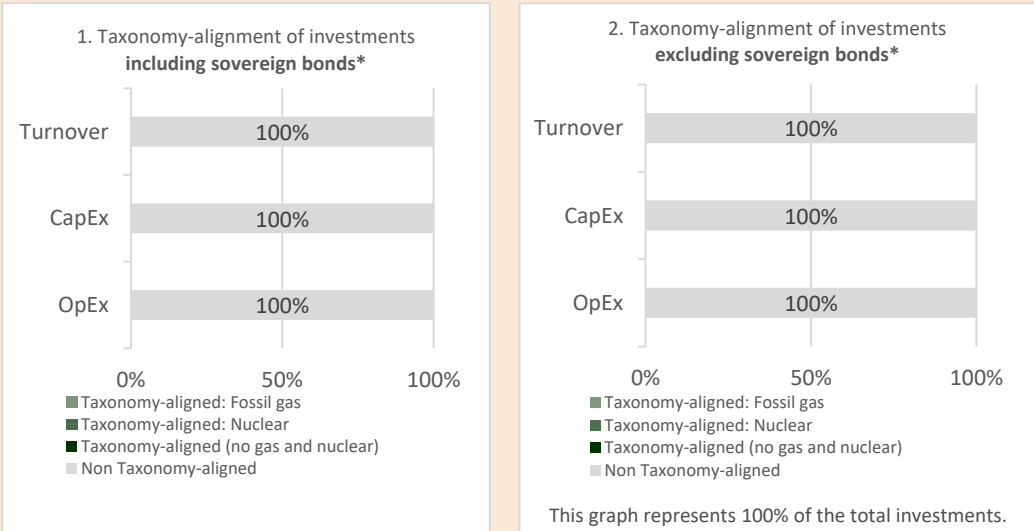 1. Taxonomy-alignment of investments
including sovereign bonds*
Turnover
100%
CapEx
100%
OpEx
100%
0%
50%
100%
Taxonomy-aligned: Fossil gas
Taxonomy-aligned: Nuclear
Taxonomy-aligned (no gas and nuclear)
Non Taxonomy-aligned
2. Taxonomy-alignment of investments
excluding sovereign bonds*
Turnover
100%
CapEx
100%
OpEx
100%
0%
50%
100%
Taxonomy-aligned: Fossil gas
Taxonomy-aligned: Nuclear
Taxonomy-aligned (no gas and nuclear)
Non Taxonomy-aligned
This graph represents 100% of the total investments.